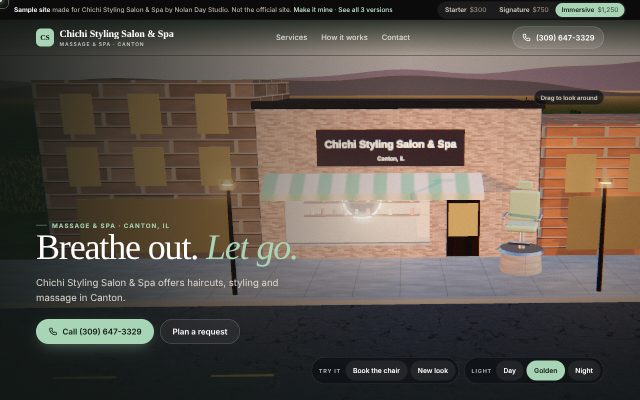 Sample site Chichi Styling Salon & Spa by Nolan Day Studio. Not the official site. Make it mine · See all 3 versions
Starter $300 Signature $750 Immersive $1,250
CS Chichi Styling Salon & Spa
MASSAGE & SPA · CANTON
Services How it works Contact
(309) 647-3329
Drag to look around
Chichi Styling Salon & Spa
Canton, IL
MASSAGE & SPA · CANTON, IL
Breathe out. Let go.
Chichi Styling Salon & Spa offers haircuts, styling and
massage in Canton.
Call (309) 647-3329 Plan a request
TRY IT Book the chair New look LIGHT Day Golden Night